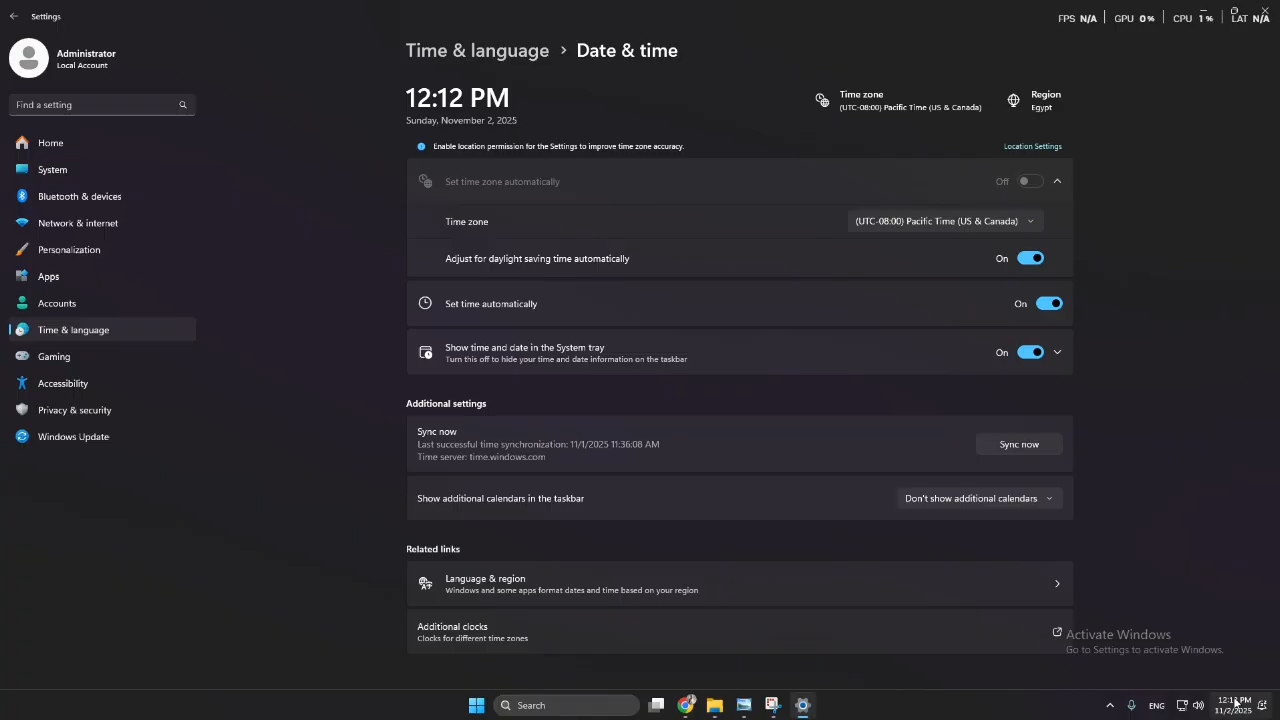 Settings
FPS N/A | GPU 0% | CPU 1% | LAT N/A
Administrator
Local Account
Find a setting
Home
System
Bluetooth & devices
Network & internet
Personalization
Apps
Accounts
Time & language
Gaming
Accessibility
Privacy & security
Windows Update
Time & language > Date & time
12:12 PM
Sunday, November 2, 2025
Time zone
(UTC-08:00) Pacific Time (US & Canada)
Region
Egypt
Enable location permission for the Settings to improve time zone accuracy.
Location Settings
Set time zone automatically
Off
Time zone
(UTC-08:00) Pacific Time (US & Canada)
Adjust for daylight saving time automatically
On
Set time automatically
On
Show time and date in the System tray
Turn this off to hide your time and date information on the taskbar
On
Additional settings
Sync now
Last successful time synchronization: 11/1/2025 11:36:08 AM
Time server: time.windows.com
Sync now
Show additional calendars in the taskbar
Don't show additional calendars
Related links
Language & region
Windows and some apps format dates and time based on your region
Additional clocks
Clocks for different time zones
Activate Windows
Go to Settings to activate Windows.
Search
ENG
PM
11/2/2025